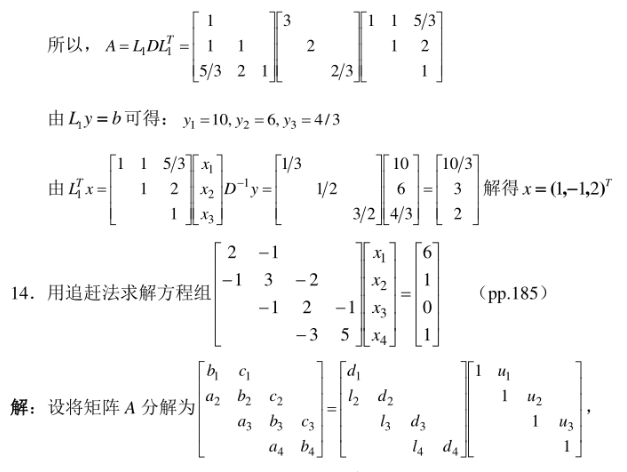 所以，A = L₁DL₁ᵀ = [1; 1 1; 5/3 2 1][3; 2; 2/3][1 1 5/3; 1 2; 1]
由 L₁y = b 可得： y₁ = 10, y₂ = 6, y₃ = 4/3
由 L₁ᵀx = [1 1 5/3; 1 2; 1][x₁; x₂; x₃] D⁻¹y = [1/3; 1/2; 3/2][10; 6; 4/3] = [10/3; 3; 2] 解得 x = (1,−1,2)ᵀ
14．用追赶法求解方程组 [2 −1; −1 3 −2; −1 2 −1; −3 5][x₁; x₂; x₃; x₄] = [6; 1; 0; 1] （pp.185）
解：设将矩阵 A 分解为 [b₁ c₁; a₂ b₂ c₂; a₃ b₃ c₃; a₄ b₄] = [d₁; l₂ d₂; l₃ d₃; l₄ d₄][1 u₁; 1 u₂; 1 u₃; 1]，